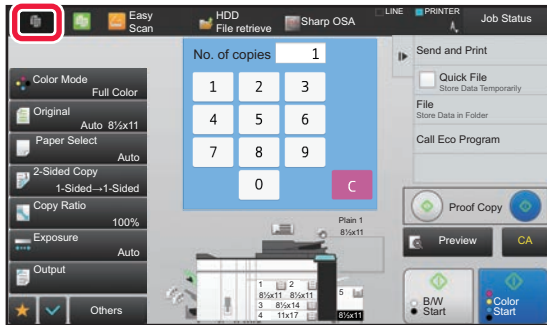 Easy
Scan
HDD
File retrieve
Sharp OSA
LINE
PRINTER
Job Status
No. of copies
1
Send and Print
Quick File
Store Data Temporarily
File
Store Data in Folder
Call Eco Program
Color Mode
Full Color
Original
Auto 8½x11
Paper Select
Auto
2-Sided Copy
1-Sided→1-Sided
Copy Ratio
100%
Exposure
Auto
Output
Others
1 2 3
4 5 6
7 8 9
0 C
Plain 1
8½x11
1 2
8½x11 8½x11
3 8½x14
4 11x17
5
8½x11
Proof Copy
Preview
CA
B/W
Start
Color
Start